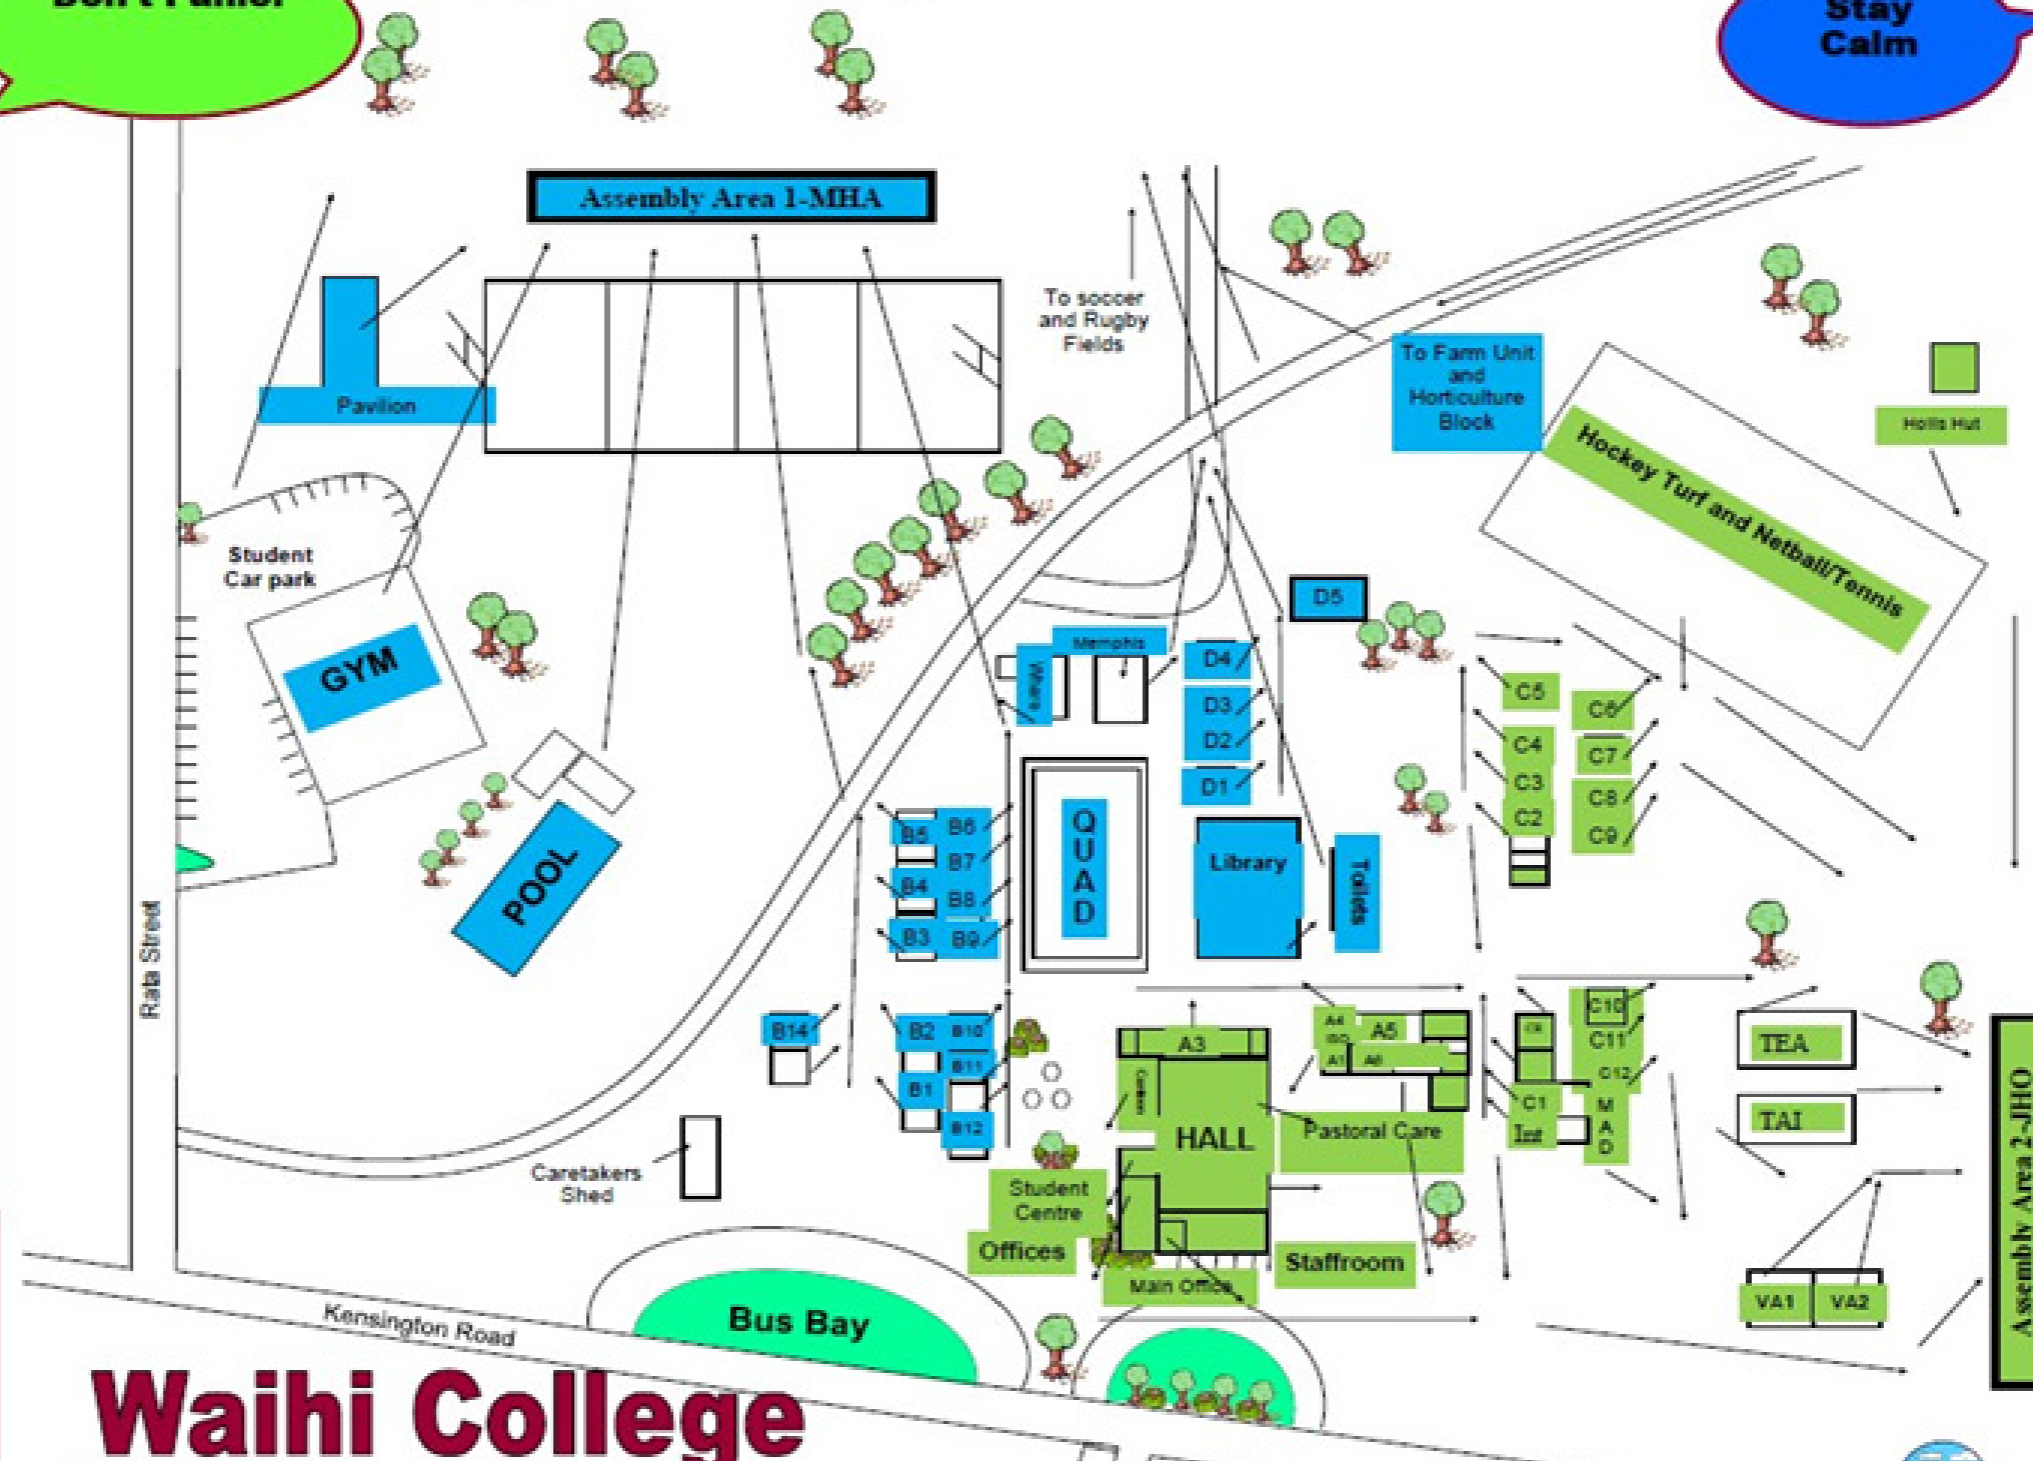 Stay
Calm
Assembly Area 1-MHA
To soccer
and Rugby
Fields
To Farm Unit
and
Horticulture
Block
Pavilion
Holls Hut
Hockey Turf and Netball/Tennis
Student
Car park
GYM
POOL
Rata Street
D5
Memphis
Whare
D4
D3
D2
D1
C5
C4
C3
C2
C6
C7
C8
C9
B5
B4
B3
B6
B7
B8
B9
QUAD
Library
Toilets
B14
B2
B1
B10
B11
B12
A3
HALL
A4
A5
A1
A6
Pastoral Care
C10
C11
C12
C1
Int
MAD
TEA
TAI
VA1
VA2
Assembly Area 2-JHO
Caretakers
Shed
Student
Centre
Offices
Main Office
Staffroom
Kensington Road
Bus Bay
Waihi College